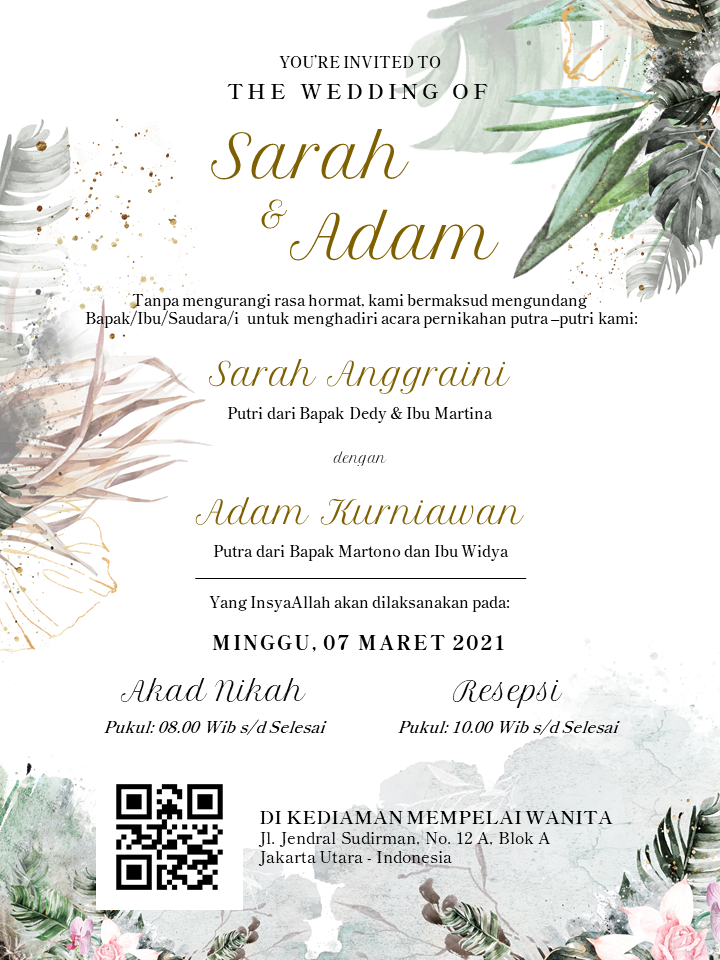 YOU'RE INVITED TO
THE WEDDING OF
Sarah
& Adam
Tanpa mengurangi rasa hormat, kami bermaksud mengundang
Bapak/Ibu/Saudara/i untuk menghadiri acara pernikahan putra –putri kami:
Sarah Anggraini
Putri dari Bapak Dedy & Ibu Martina
dengan
Adam Kurniawan
Putra dari Bapak Martono dan Ibu Widya
Yang InsyaAllah akan dilaksanakan pada:
MINGGU, 07 MARET 2021
Akad Nikah
Pukul: 08.00 Wib s/d Selesai
Resepsi
Pukul: 10.00 Wib s/d Selesai
DI KEDIAMAN MEMPELAI WANITA
Jl. Jendral Sudirman, No. 12 A, Blok A
Jakarta Utara - Indonesia